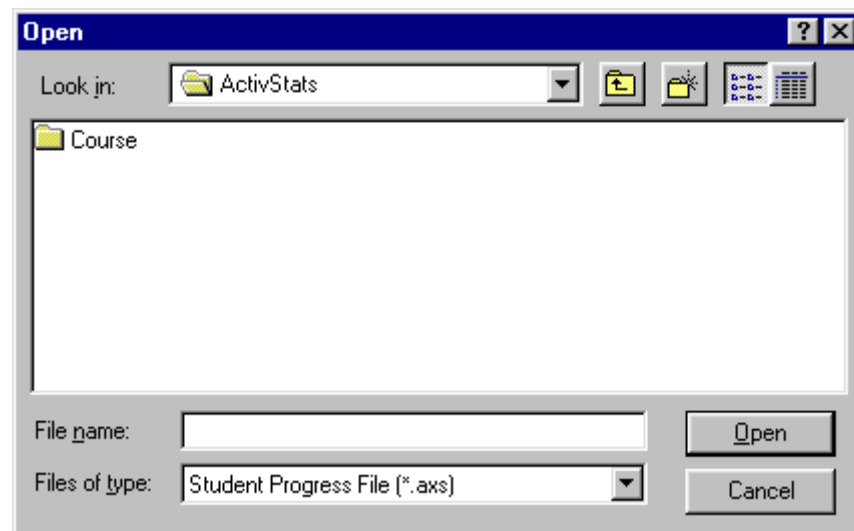 Open
Look in: ActivStats
Course
File name:
Open
Files of type: Student Progress File (*.axs)
Cancel